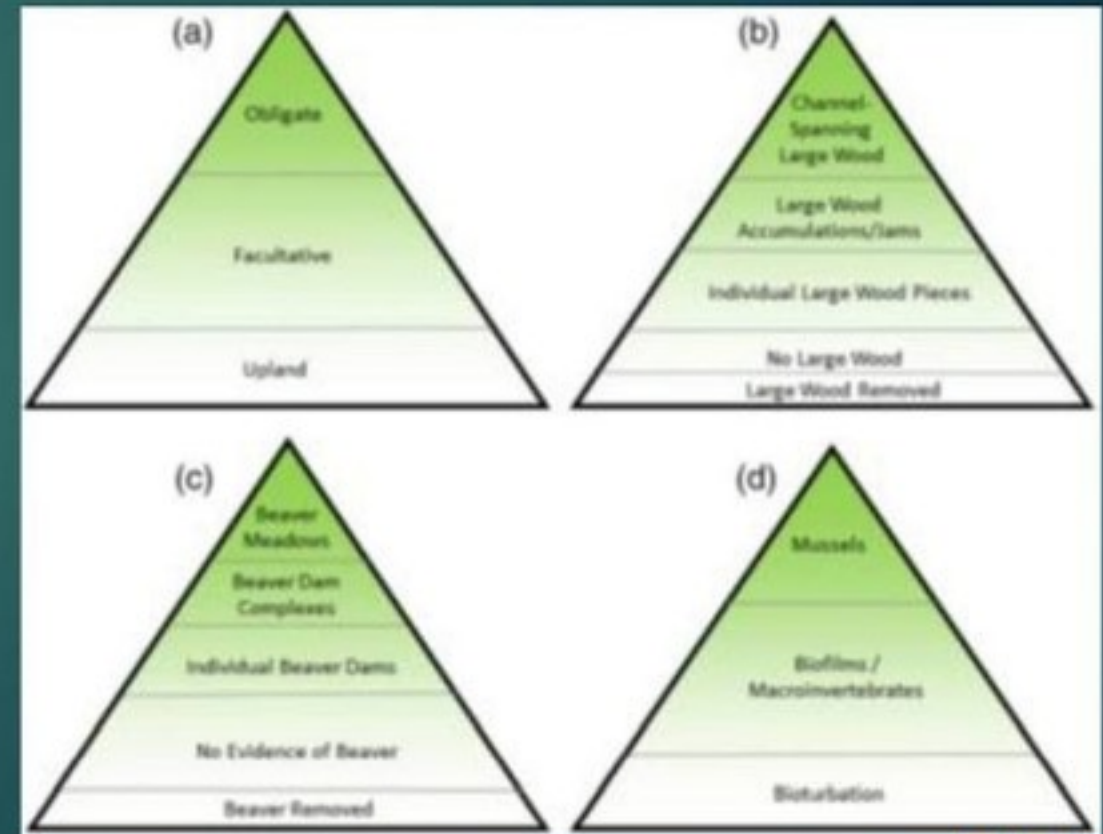 (a)
Obligate
Facultative
Upland
(b)
Channel-
Spanning
Large Wood
Large Wood
Accumulations/Jams
Individual Large Wood Pieces
No Large Wood
Large Wood Removed
(c)
Beaver
Meadows
Beaver Dam
Complexes
Individual Beaver Dams
No Evidence of Beaver
Beaver Removed
(d)
Mussels
Biofilms /
Macroinvertebrates
Bioturbation